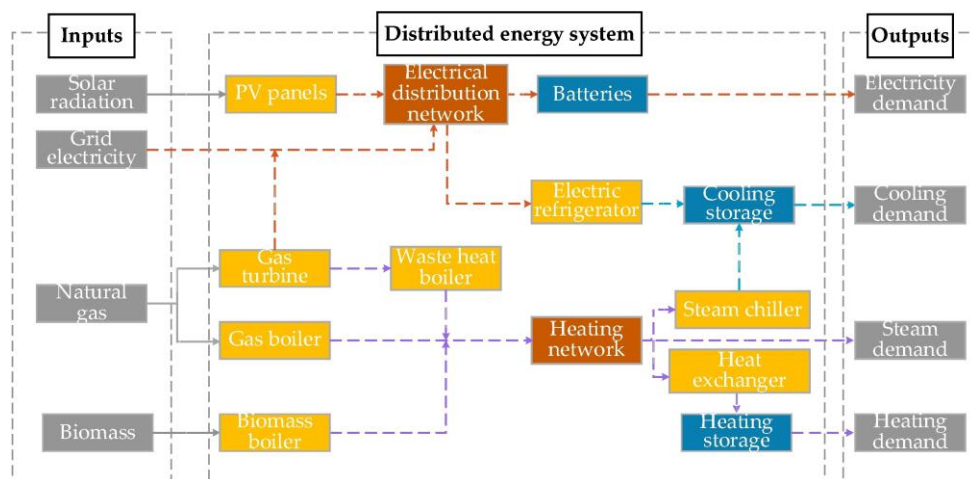 Inputs
Distributed energy system
Outputs
Solar
radiation
PV panels
Electrical
distribution
network
Batteries
Electricity
demand
Grid
electricity
Electric
refrigerator
Cooling
storage
Cooling
demand
Gas
turbine
Waste heat
boiler
Natural
gas
Steam chiller
Gas boiler
Heating
network
Steam
demand
Heat
exchanger
Biomass
Biomass
boiler
Heating
storage
Heating
demand